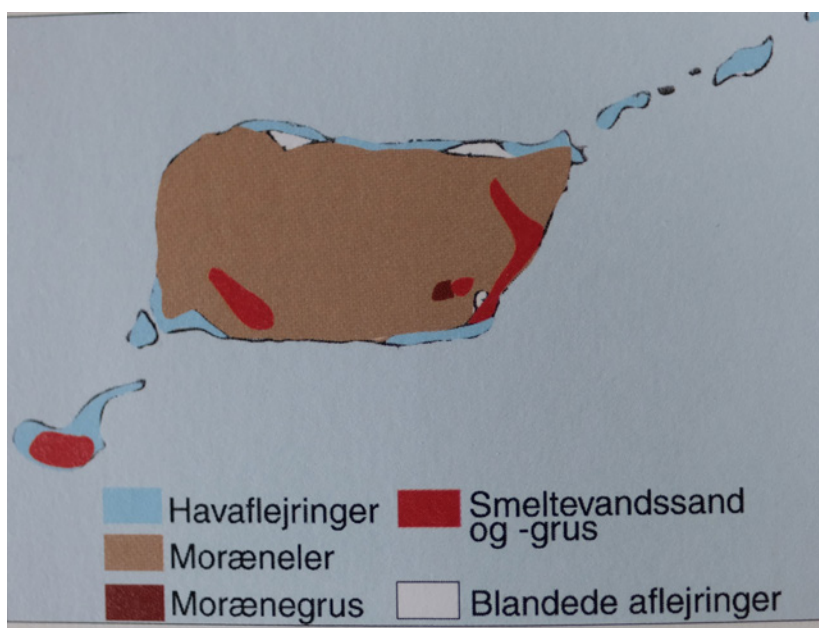 Havaflejringer
Moræneler
Morænegrus
Smeltevandssand
og -grus
Blandede aflejringer